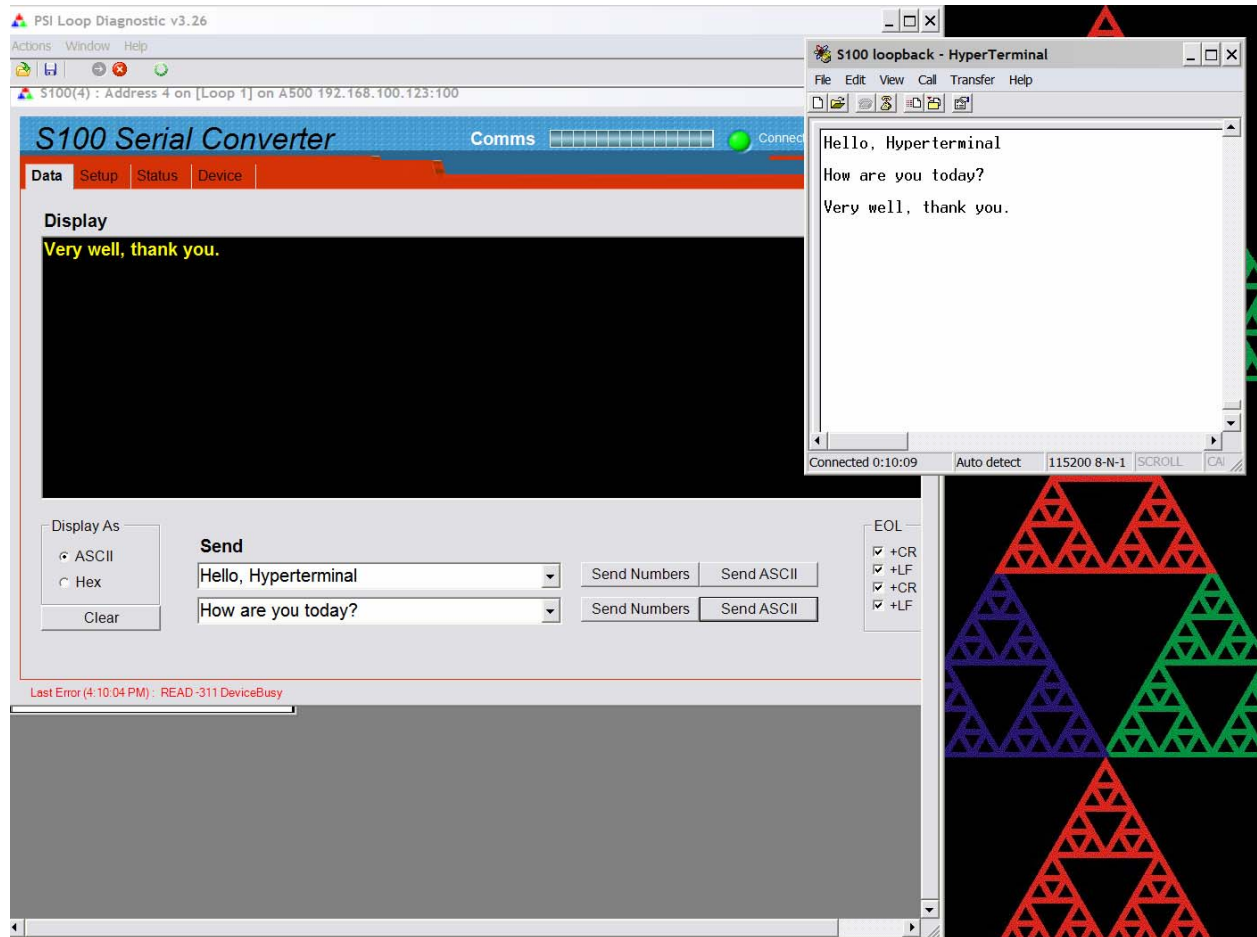 PSI Loop Diagnostic v3.26
Actions Window Help
S100(4) : Address 4 on [Loop 1] on A500 192.168.100.123:100
S100 Serial Converter
Comms
Connec
Data Setup Status Device
Display
Very well, thank you.
Display As
ASCII
Hex
Clear
Send
Hello, Hyperterminal
Send Numbers Send ASCII
How are you today?
Send Numbers Send ASCII
EOL
+CR
+LF
+CR
+LF
Last Error (4:10:04 PM) : READ -311 DeviceBusy
S100 loopback - HyperTerminal
File Edit View Call Transfer Help
Hello, Hyperterminal
How are you today?
Very well, thank you.
Connected 0:10:09 Auto detect 115200 8-N-1 SCROLL CA